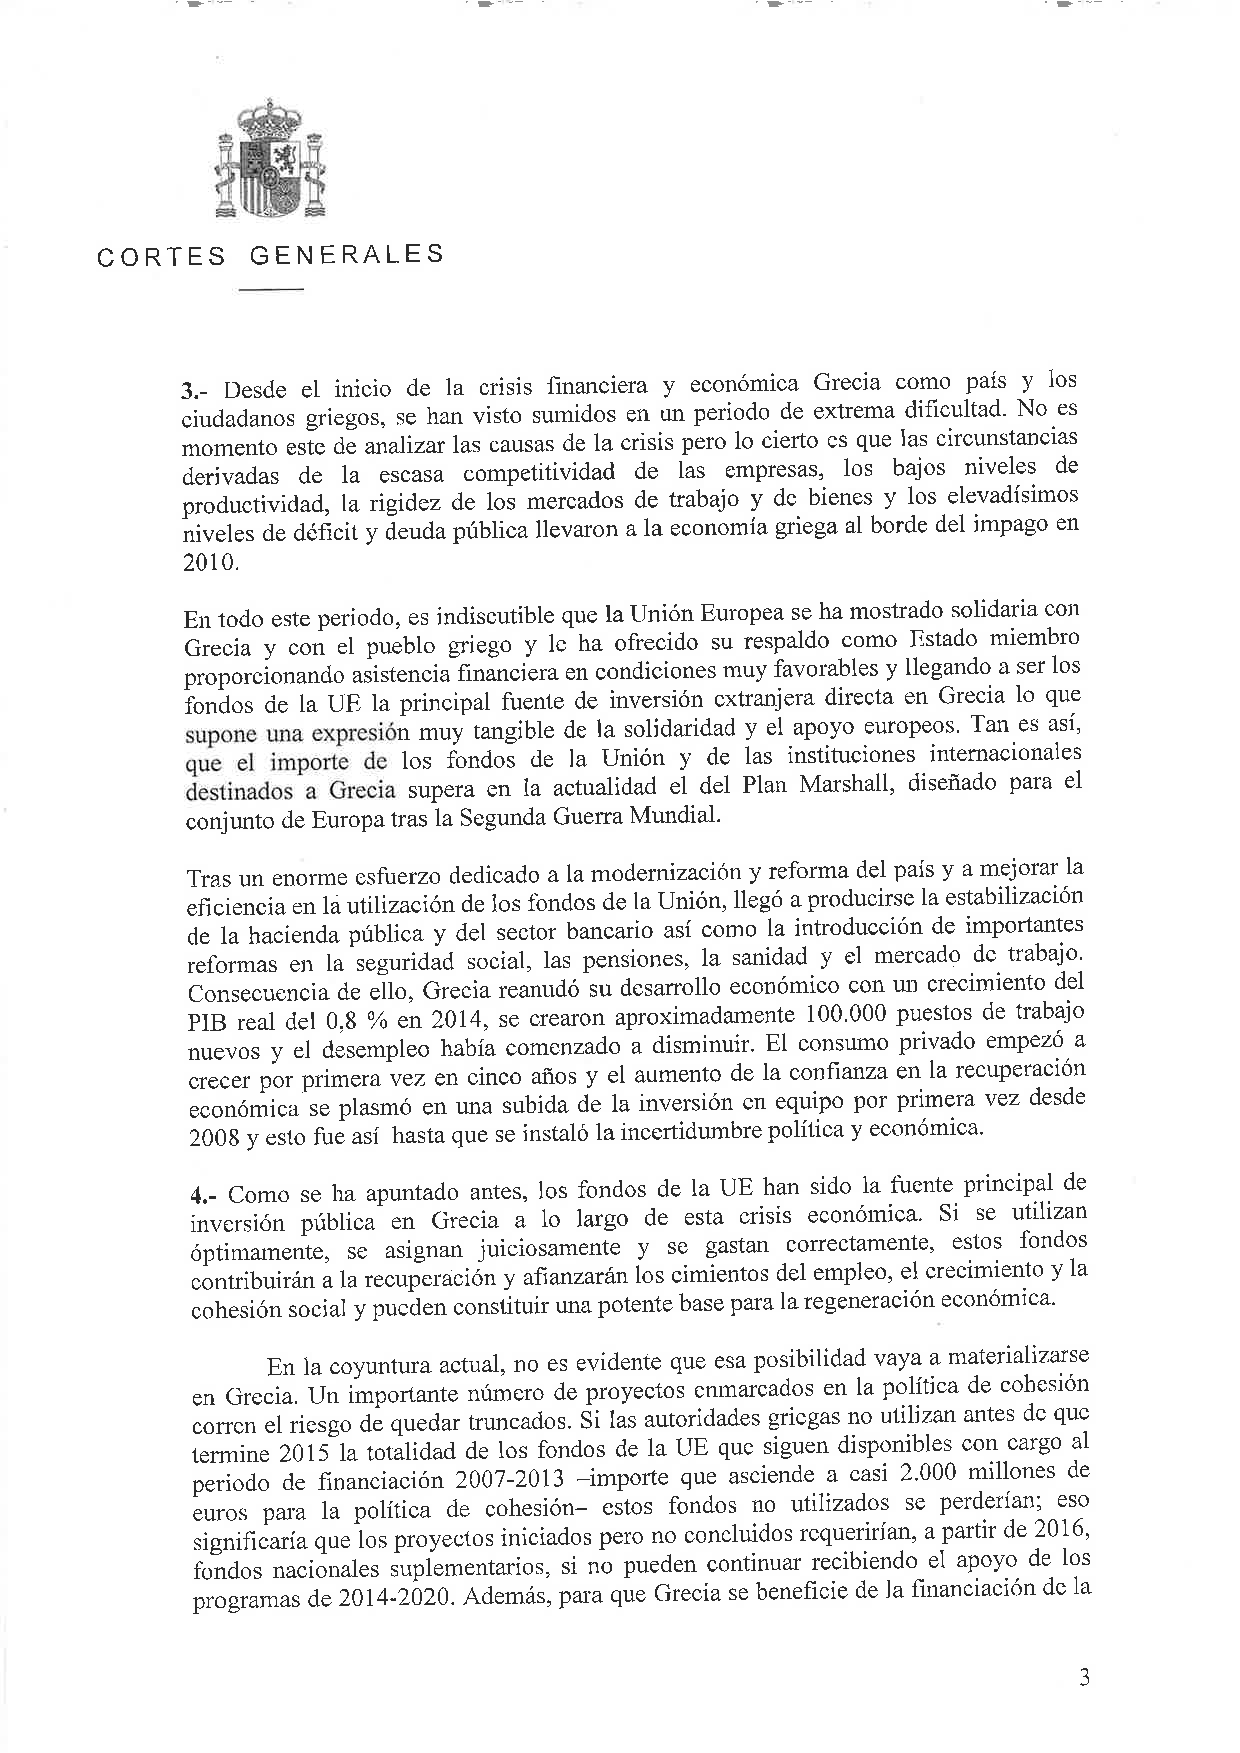 CORTES GENERALES
3.- Desde el inicio de la crisis financiera y económica Grecia como país y los
ciudadanos griegos, se han visto sumidos en un periodo de extrema dificultad. No es
momento este de analizar las causas de la crisis pero lo cierto es que las circunstancias
derivadas de la escasa competitividad de las empresas, los bajos niveles de
productividad, la rigidez de los mercados de trabajo y de bienes y los elevadísimos
niveles de déficit y deuda pública llevaron a la economía griega al borde del impago en
2010.
En todo este periodo, es indiscutible que la Unión Europea se ha mostrado solidaria con
Grecia y con el pueblo griego y le ha ofrecido su respaldo como Estado miembro
proporcionando asistencia financiera en condiciones muy favorables y llegando a ser los
fondos de la UE la principal fuente de inversión extranjera directa en Grecia lo que
supone una expresión muy tangible de la solidaridad y el apoyo europeos. Tan es así,
que el importe de los fondos de la Unión y de las instituciones internacionales
destinados a Grecia supera en la actualidad el del Plan Marshall, diseñado para el
conjunto de Europa tras la Segunda Guerra Mundial.
Tras un enorme esfuerzo dedicado a la modernización y reforma del país y a mejorar la
eficiencia en la utilización de los fondos de la Unión, llegó a producirse la estabilización
de la hacienda pública y del sector bancario así como la introducción de importantes
reformas en la seguridad social, las pensiones, la sanidad y el mercado de trabajo.
Consecuencia de ello, Grecia reanudó su desarrollo económico con un crecimiento del
PIB real del 0,8 % en 2014, se crearon aproximadamente 100.000 puestos de trabajo
nuevos y el desempleo había comenzado a disminuir. El consumo privado empezó a
crecer por primera vez en cinco años y el aumento de la confianza en la recuperación
económica se plasmó en una subida de la inversión en equipo por primera vez desde
2008 y esto fue así hasta que se instaló la incertidumbre política y económica.
4.- Como se ha apuntado antes, los fondos de la UE han sido la fuente principal de
inversión pública en Grecia a lo largo de esta crisis económica. Si se utilizan
óptimamente, se asignan juiciosamente y se gastan correctamente, estos fondos
contribuirán a la recuperación y afianzarán los cimientos del empleo, el crecimiento y la
cohesión social y pueden constituir una potente base para la regeneración económica.
En la coyuntura actual, no es evidente que esa posibilidad vaya a materializarse
en Grecia. Un importante número de proyectos enmarcados en la política de cohesión
corren el riesgo de quedar truncados. Si las autoridades griegas no utilizan antes de que
termine 2015 la totalidad de los fondos de la UE que siguen disponibles con cargo al
periodo de financiación 2007-2013 –importe que asciende a casi 2.000 millones de
euros para la política de cohesión– estos fondos no utilizados se perderían; eso
significaría que los proyectos iniciados pero no concluidos requerirían, a partir de 2016,
fondos nacionales suplementarios, si no pueden continuar recibiendo el apoyo de los
programas de 2014-2020. Además, para que Grecia se beneficie de la financiación de la
3